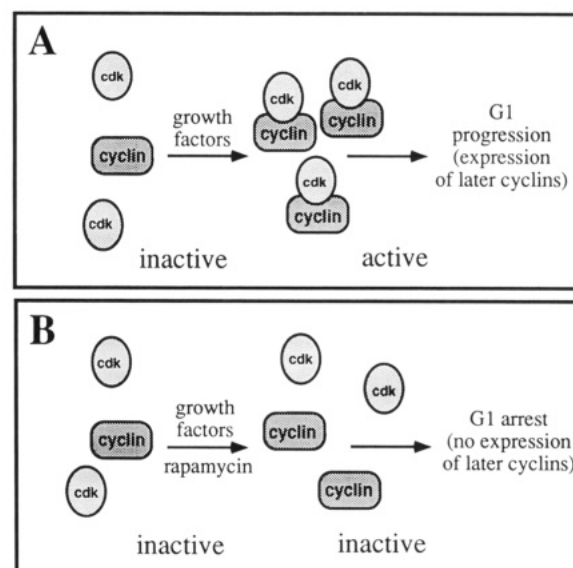 A
cdk
cyclin
cdk
inactive
growth
factors
cdk
cyclin
cdk
cyclin
cdk
cyclin
active
G1
progression
(expression
of later cyclins)
B
cdk
cyclin
cdk
inactive
growth
factors
rapamycin
cdk
cyclin
cdk
cyclin
inactive
G1 arrest
(no expression
of later cyclins)